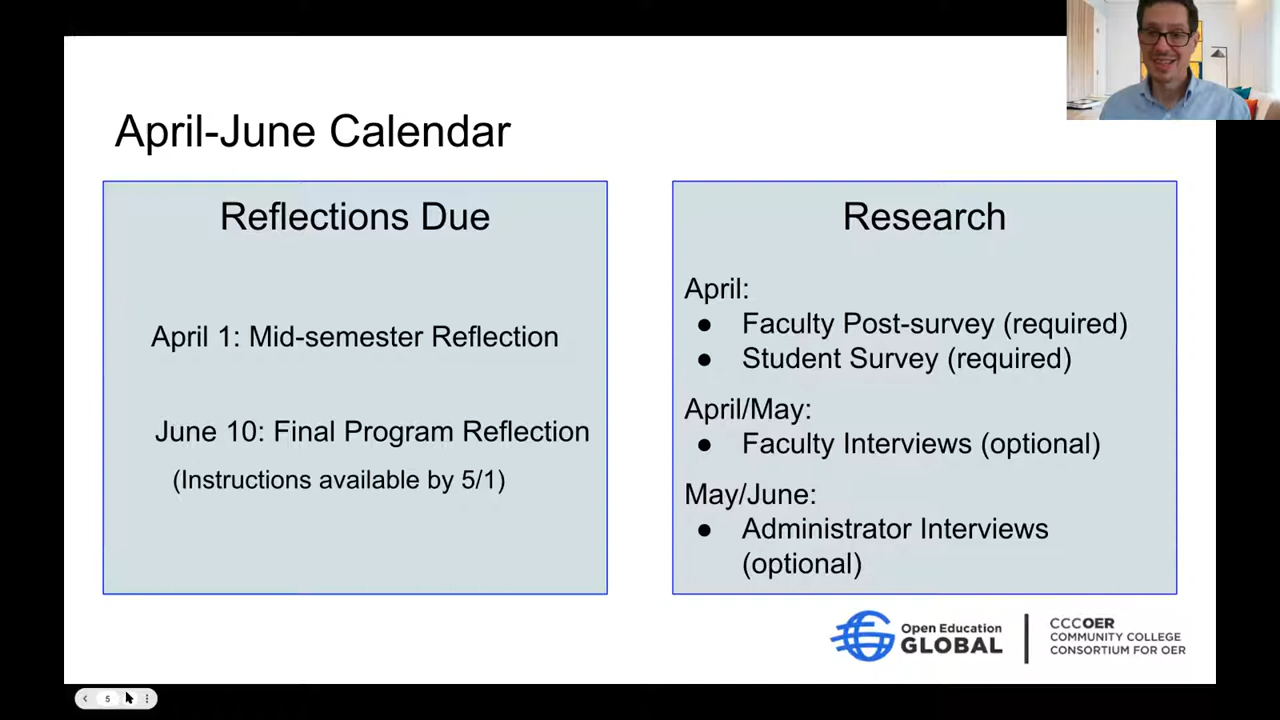 April-June Calendar
Reflections Due
April 1: Mid-semester Reflection
June 10: Final Program Reflection
(Instructions available by 5/1)
Research
April:
● Faculty Post-survey (required)
● Student Survey (required)
April/May:
● Faculty Interviews (optional)
May/June:
● Administrator Interviews
(optional)
Open Education
GLOBAL
CCCOER
COMMUNITY COLLEGE
CONSORTIUM FOR OER
5